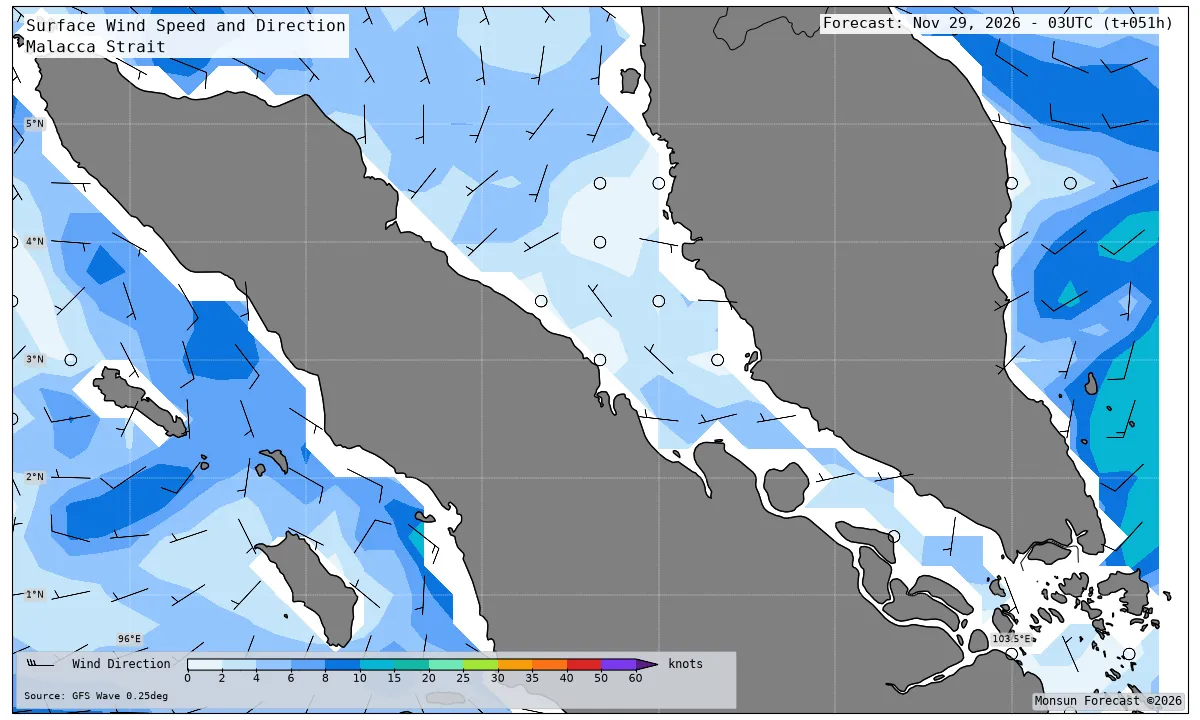 Surface Wind Speed and Direction
Malacca Strait
Forecast: Nov 29, 2026 - 03UTC (t+051h)
5°N
4°N
3°N
2°N
1°N
96°E
103.5°E
Wind Direction
0 2 4 6 8 10 15 20 25 30 35 40 50 60
knots
Source: GFS Wave 0.25deg
Monsun Forecast ©2026